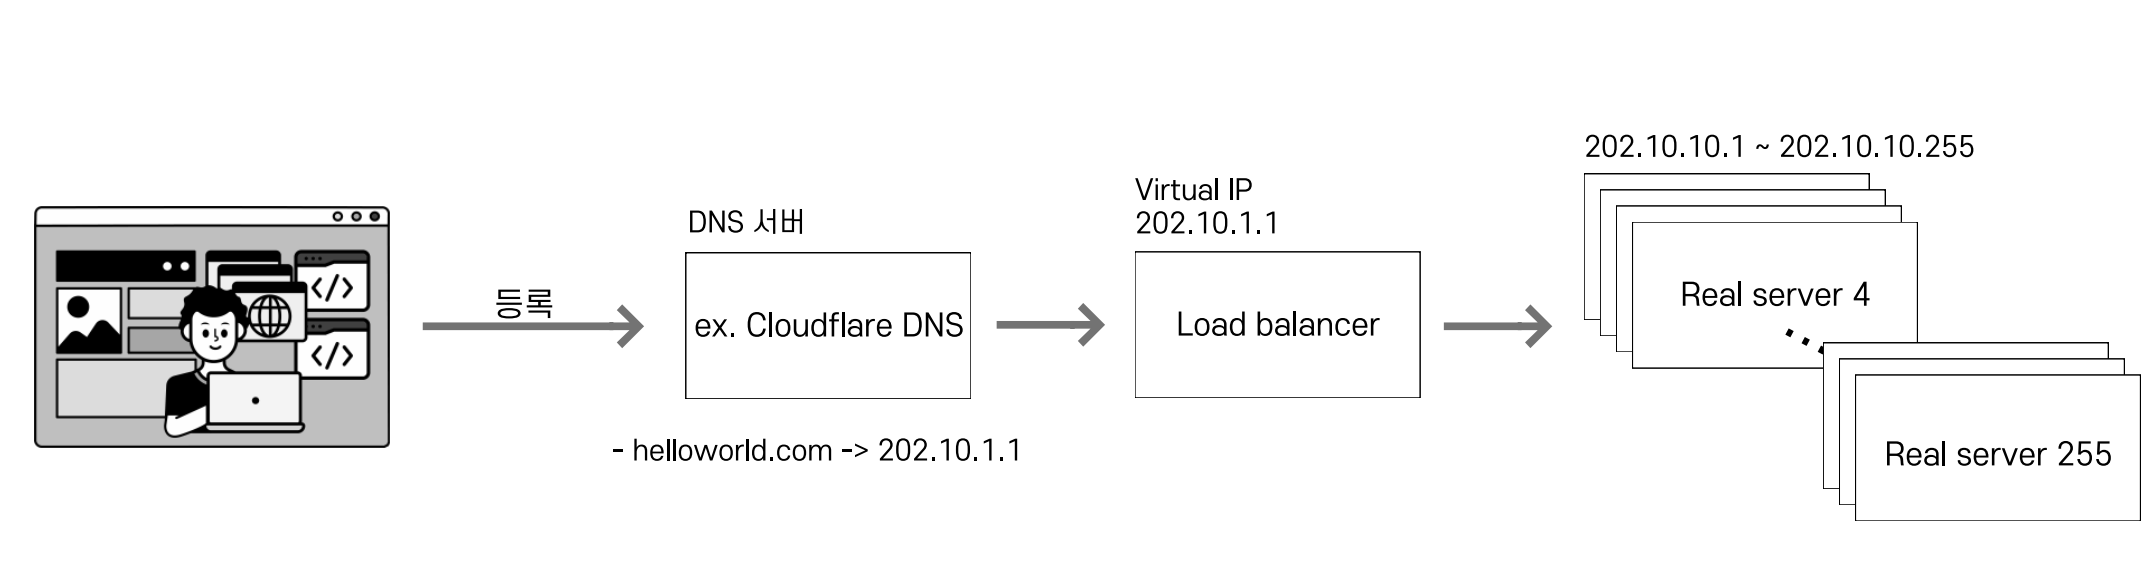 등록
DNS 서버
ex. Cloudflare DNS
- helloworld.com -> 202.10.1.1
Virtual IP
202.10.1.1
Load balancer
202.10.10.1 ~ 202.10.10.255
Real server 4
Real server 255